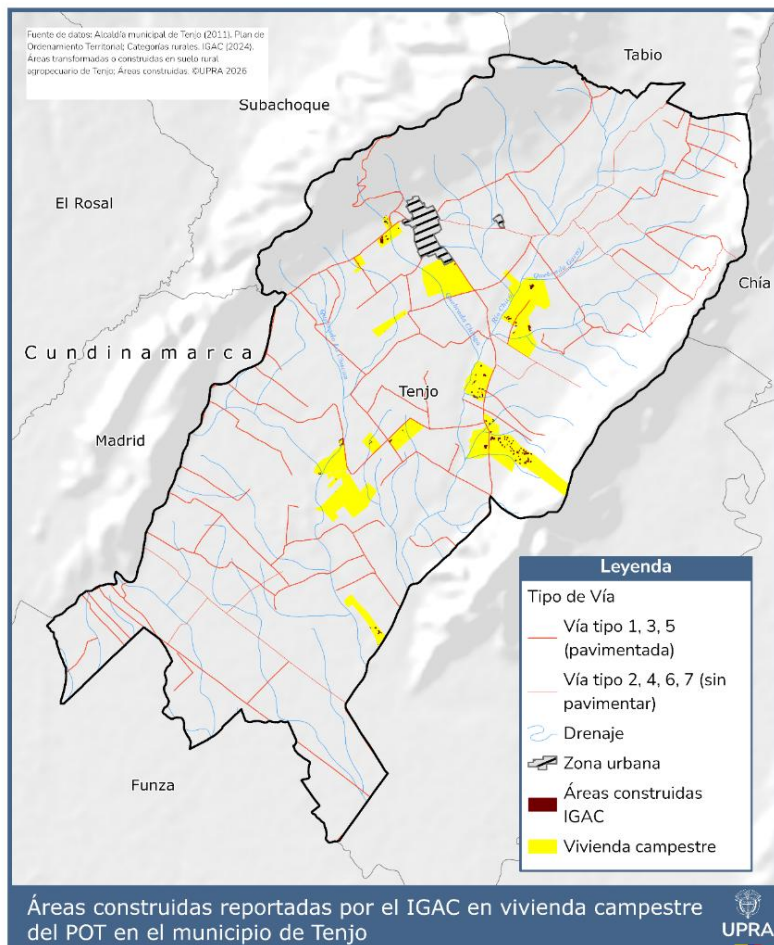 Fuente de datos: Alcaldía municipal de Tenjo (2011). Plan de
Ordenamiento Territorial; Categorías rurales. IGAC (2024).
Áreas transformadas o construidas en suelo rural
agropecuario de Tenjo; Áreas construidas. ©UPRA 2026
Tabio
Subachoque
El Rosal
Chía
Cundinamarca
Tenjo
Madrid
Funza
Río Chicú
Leyenda
Tipo de Vía
Vía tipo 1, 3, 5
(pavimentada)
Vía tipo 2, 4, 6, 7 (sin
pavimentar)
Drenaje
Zona urbana
Áreas construidas
IGAC
Vivienda campestre
Áreas construidas reportadas por el IGAC en vivienda campestre
del POT en el municipio de Tenjo
UPRA